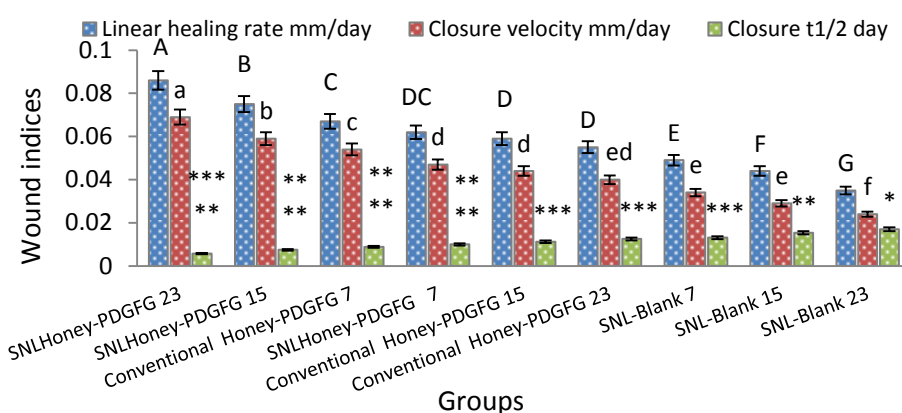 Linear healing rate mm/day Closure velocity mm/day Closure t1/2 day
Wound indices
0.1
0.08
0.06
0.04
0.02
0
A
a
***
**
B
b
**
**
C
c
**
**
DC
d
**
**
D
d
***
D
ed
***
E
e
***
F
e
**
G
f
*
SNLHoney-PDGFG 23
SNLHoney-PDGFG 15
Conventional Honey-PDGFG 7
SNLHoney-PDGFG 7
Conventional Honey-PDGFG 15
Conventional Honey-PDGFG 23
SNL-Blank 7
SNL-Blank 15
SNL-Blank 23
Groups